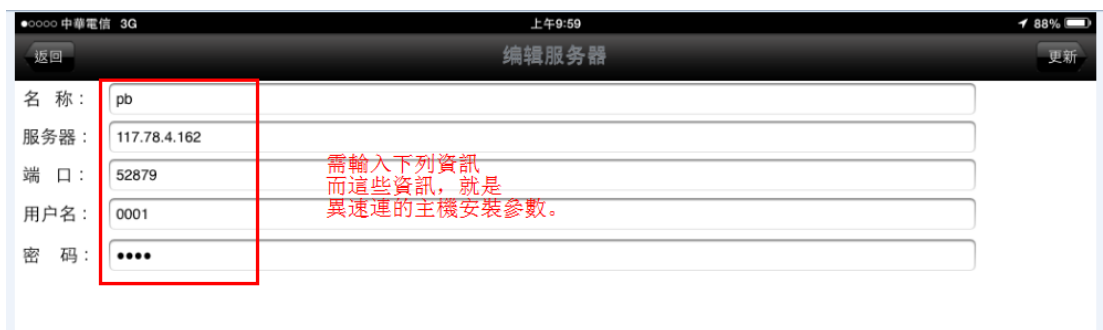 ●○○○○ 中華電信 3G 上午9:59 88%
返回 编辑服务器 更新
名 称： pb
服务器： 117.78.4.162
端 口： 52879
用户名： 0001
密 码： ●●●●
需輸入下列資訊
而這些資訊，就是
異速連的主機安裝參數。